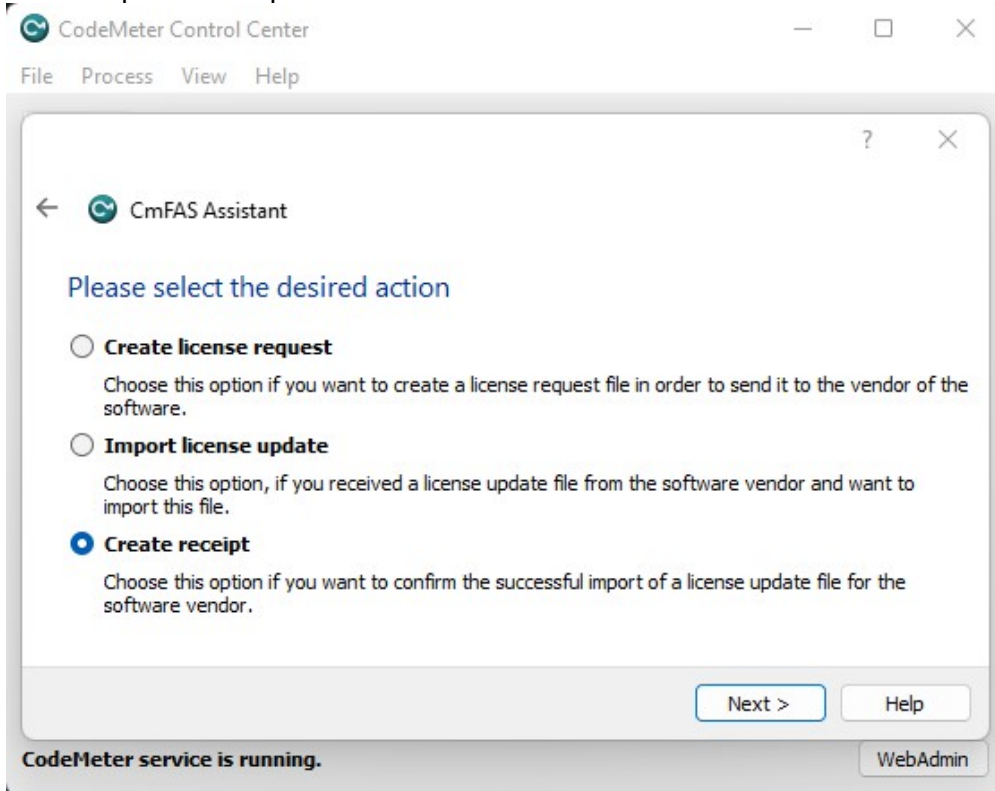 CodeMeter Control Center
File Process View Help
?
CmFAS Assistant
Please select the desired action
Create license request
Choose this option if you want to create a license request file in order to send it to the vendor of the
software.
Import license update
Choose this option, if you received a license update file from the software vendor and want to
import this file.
Create receipt
Choose this option if you want to confirm the successful import of a license update file for the
software vendor.
Next > Help
CodeMeter service is running. WebAdmin